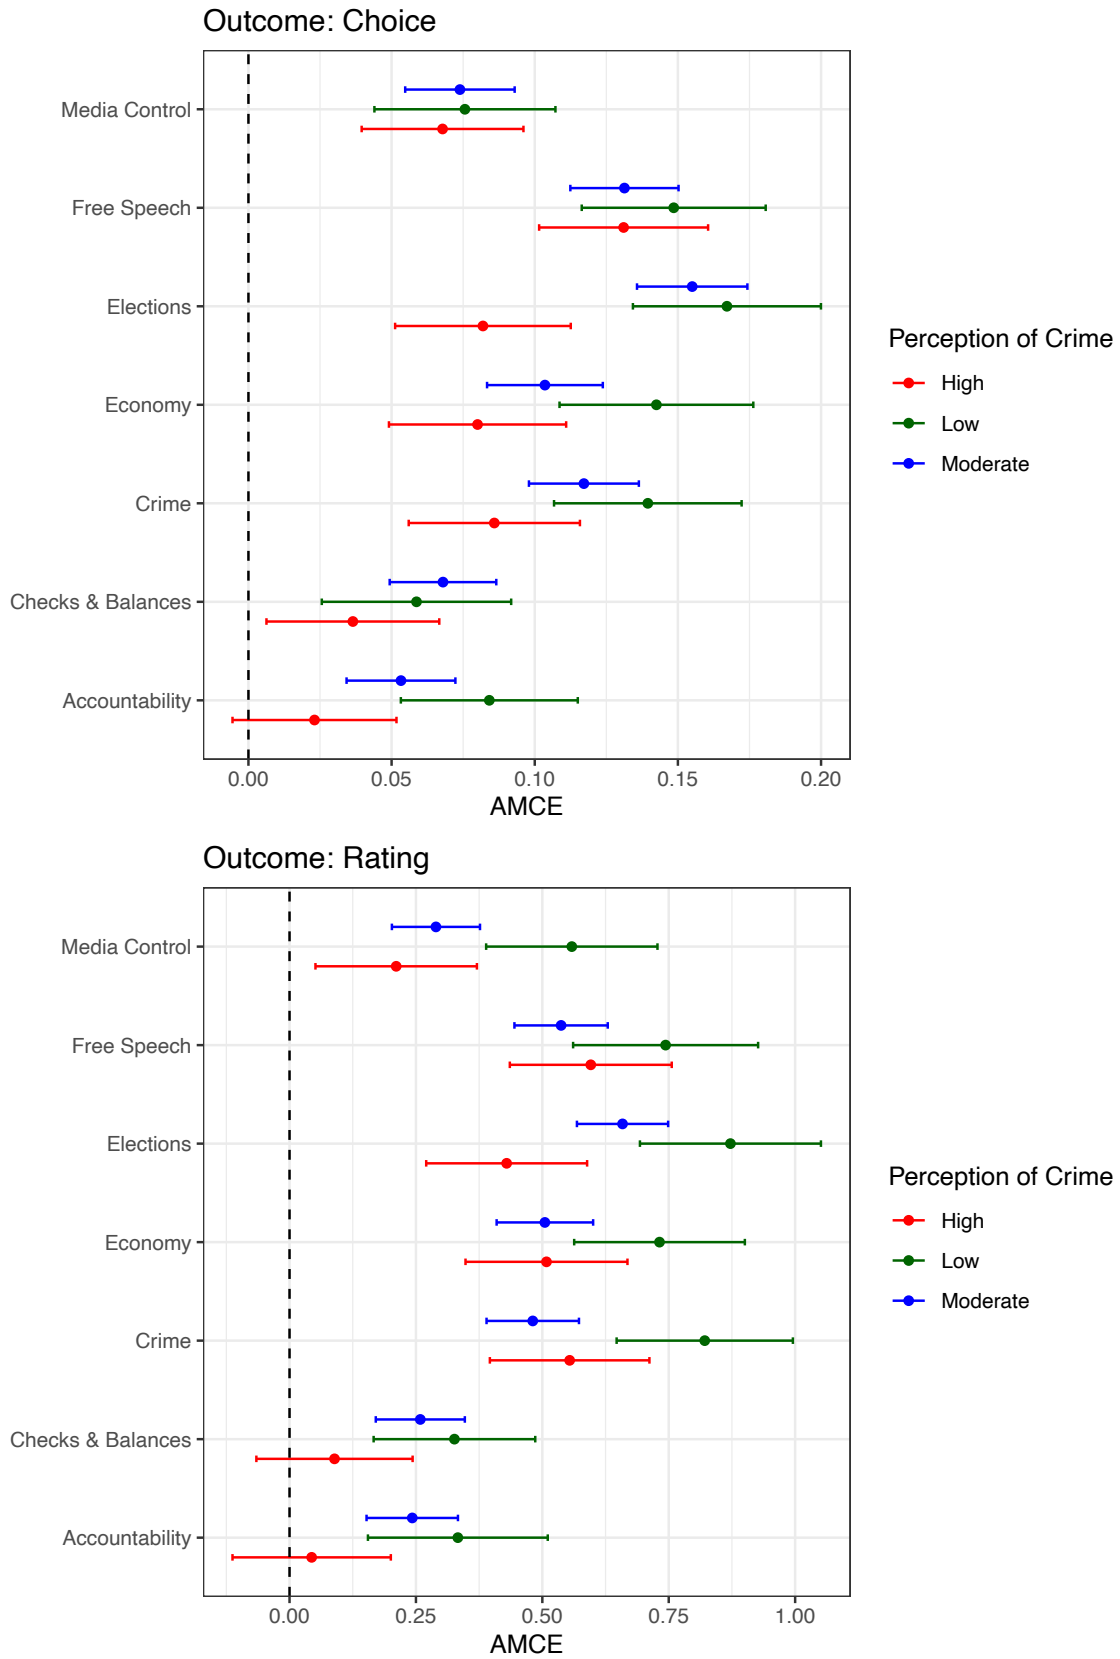 Outcome: Choice
Media Control
Free Speech
Elections
Economy
Crime
Checks & Balances
Accountability
0.00 0.05 0.10 0.15 0.20
AMCE
Perception of Crime
High
Low
Moderate
Outcome: Rating
Media Control
Free Speech
Elections
Economy
Crime
Checks & Balances
Accountability
0.00 0.25 0.50 0.75 1.00
AMCE
Perception of Crime
High
Low
Moderate